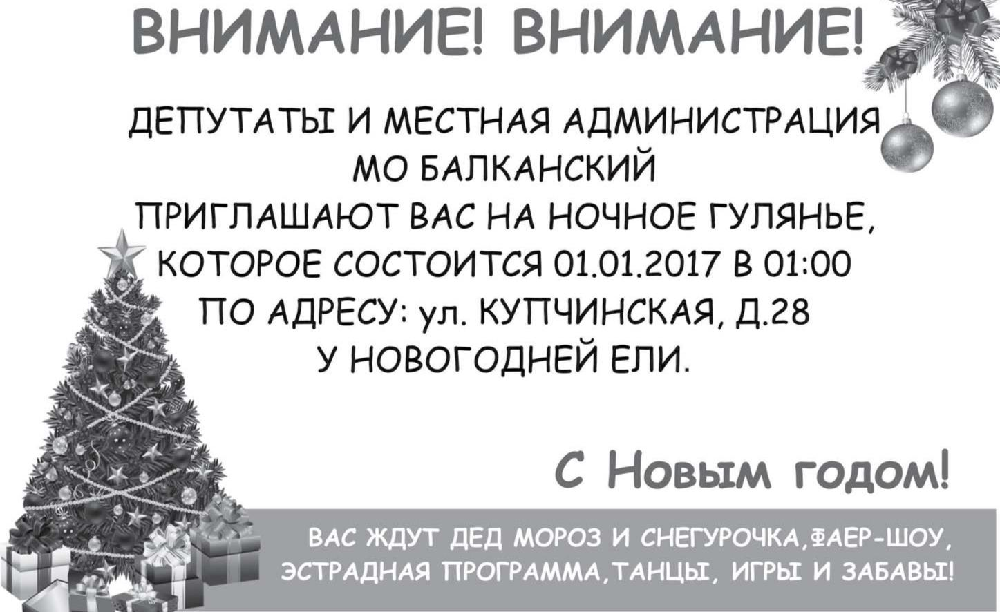 ВНИМАНИЕ! ВНИМАНИЕ!
ДЕПУТАТЫ И МЕСТНАЯ АДМИНИСТРАЦИЯ
МО БАЛКАНСКИЙ
ПРИГЛАШАЮТ ВАС НА НОЧНОЕ ГУЛЯНЬЕ,
КОТОРОЕ СОСТОИТСЯ 01.01.2017 В 01:00
ПО АДРЕСУ: ул. КУПЧИНСКАЯ, Д.28
У НОВОГОДНЕЙ ЕЛИ.
С Новым годом!
ВАС ЖДУТ ДЕД МОРОЗ И СНЕГУРОЧКА,ФАЕР-ШОУ,
ЭСТРАДНАЯ ПРОГРАММА,ТАНЦЫ, ИГРЫ И ЗАБАВЫ!